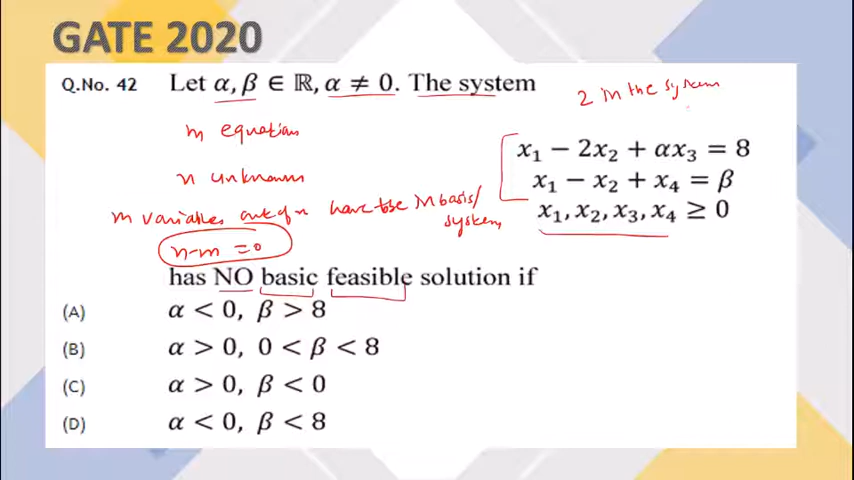 GATE 2020
Q.No. 42 Let α, β ∈ ℝ, α ≠ 0. The system
2 in the system
m equation
x₁ − 2x₂ + αx₃ = 8
n unknown
x₁ − x₂ + x₄ = β
m variables out of n have to be in basis/
system
x₁, x₂, x₃, x₄ ≥ 0
n-m = 0
has NO basic feasible solution if
(A) α < 0, β > 8
(B) α > 0, 0 < β < 8
(C) α > 0, β < 0
(D) α < 0, β < 8